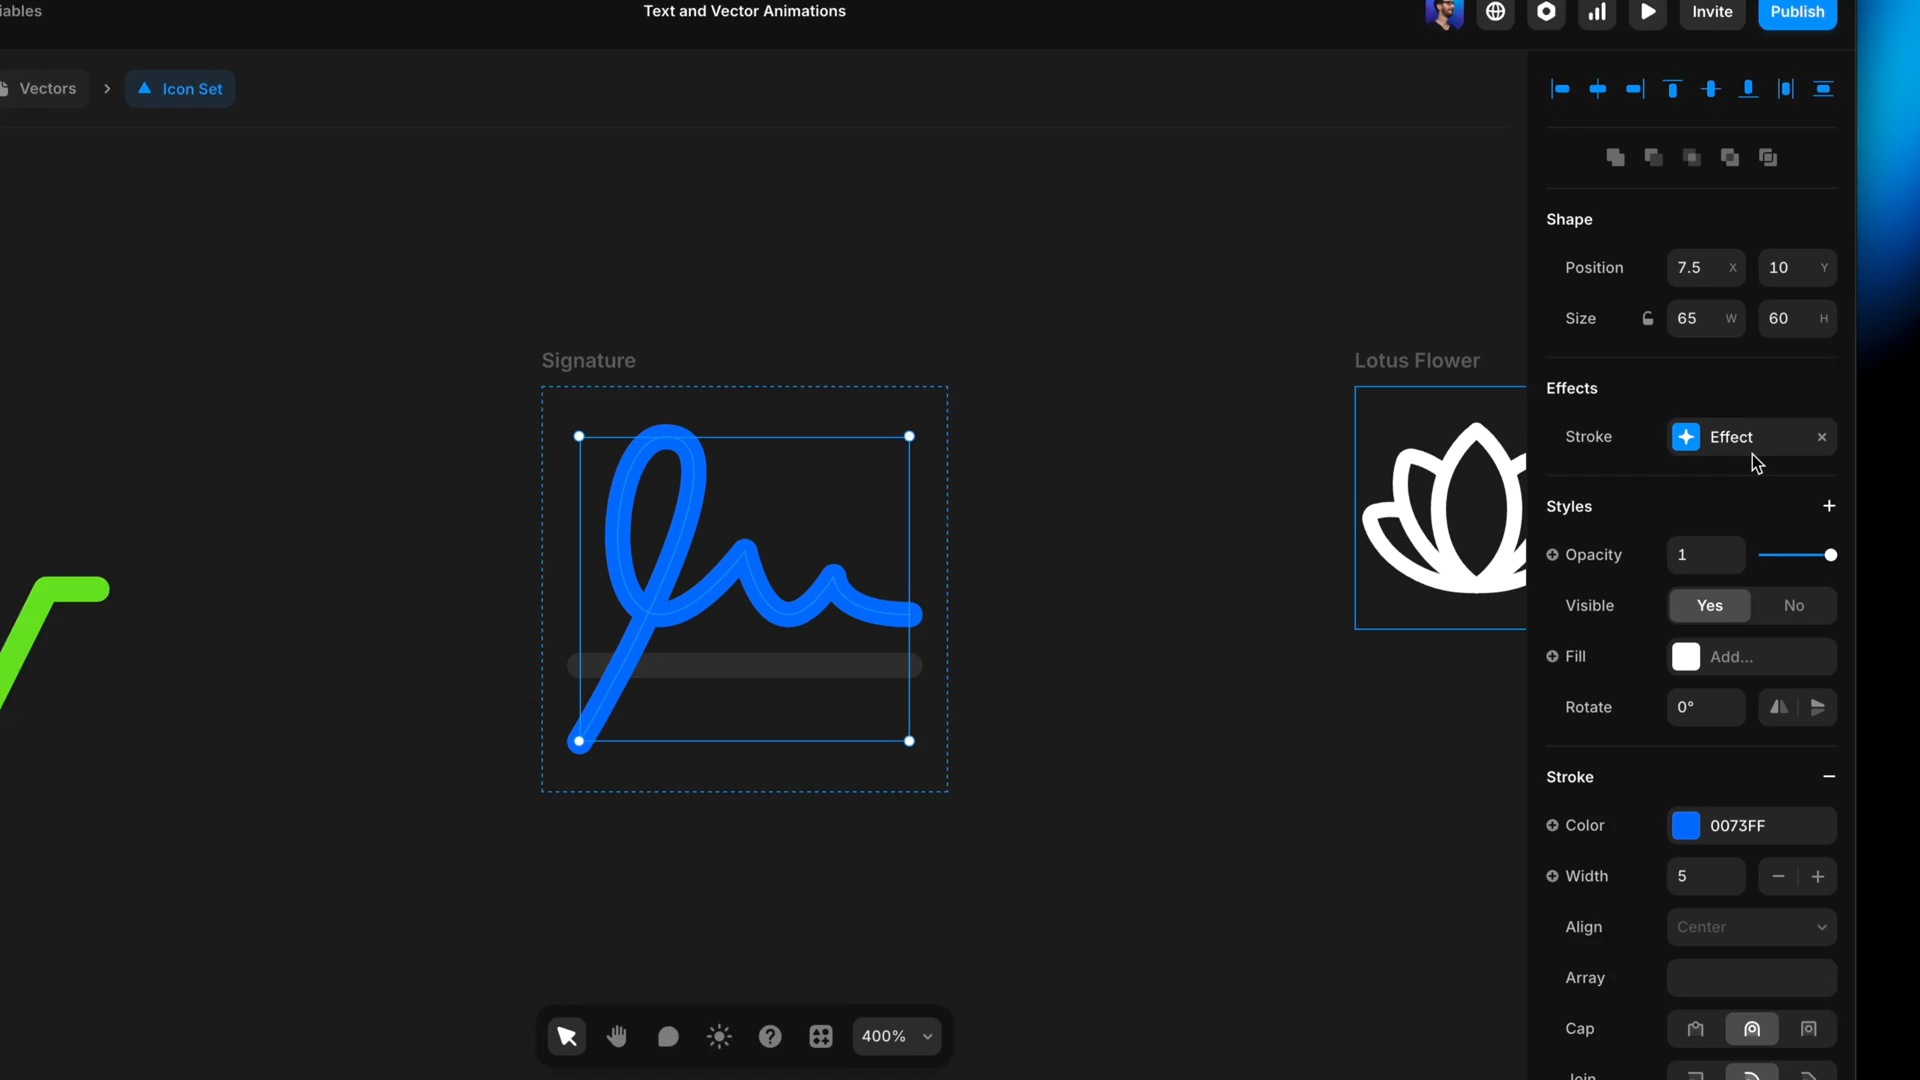 iables
Text and Vector Animations
Invite
Publish
Vectors
Icon Set
Shape
Position 7.5 X 10 Y
Size 65 W 60 H
Signature
Lotus Flower
Effects
Stroke Effect
Styles
Opacity 1
Visible Yes No
Fill Add...
Rotate 0°
Stroke
Color 0073FF
Width 5
Align Center
Array
Cap
Join
400%